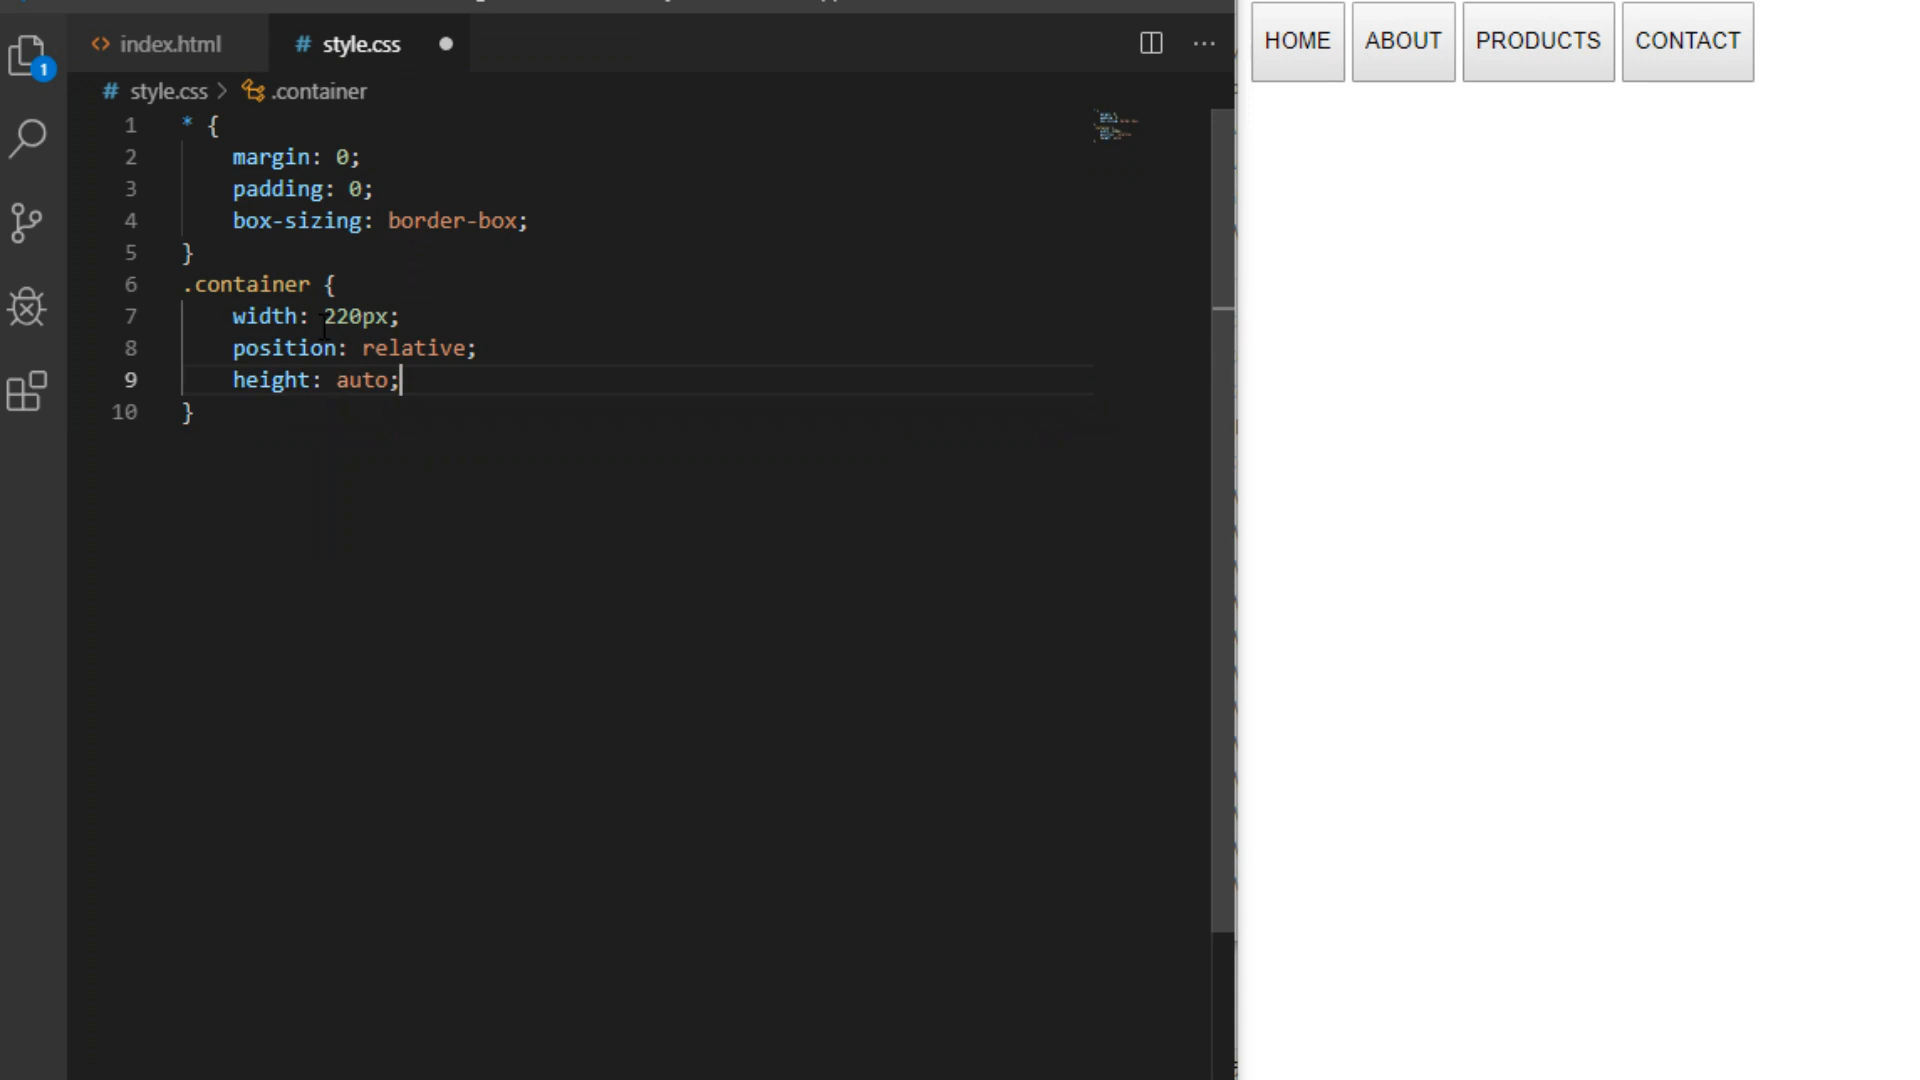 index.html
# style.css
1
# style.css > .container
1 * {
2 margin: 0;
3 padding: 0;
4 box-sizing: border-box;
5 }
6 .container {
7 width: 220px;
8 position: relative;
9 height: auto;
10 }
HOME
ABOUT
PRODUCTS
CONTACT